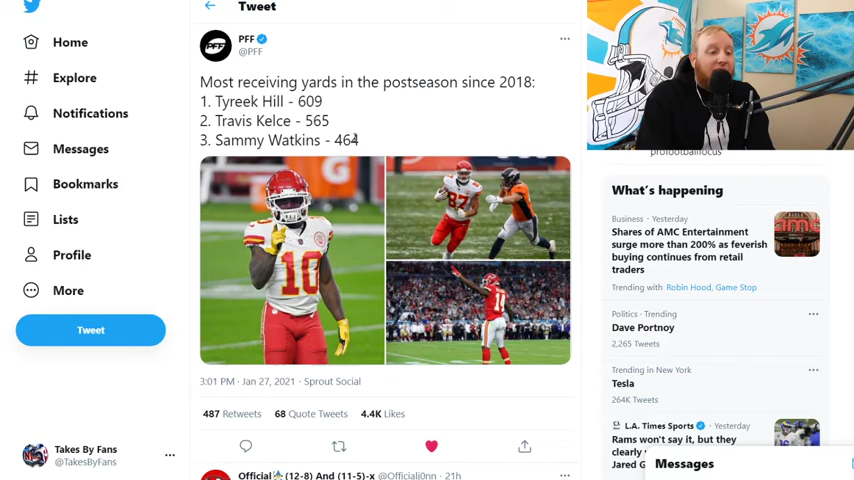 Tweet
Home
Explore
Notifications
Messages
Bookmarks
Lists
Profile
More
Tweet
Takes By Fans
@TakesByFans
PFF
@PFF
Most receiving yards in the postseason since 2018:
1. Tyreek Hill - 609
2. Travis Kelce - 565
3. Sammy Watkins - 464
10
87
3:01 PM · Jan 27, 2021 · Sprout Social
487 Retweets 68 Quote Tweets 4.4K Likes
Official (12-8) And (11-5)-x @Officialj0nn · 21h
profootballfocus
What's happening
Business · Yesterday
Shares of AMC Entertainment
surge more than 200% as feverish
buying continues from retail
traders
Trending with Robin Hood, Game Stop
Politics · Trending
Dave Portnoy
2,265 Tweets
Trending in New York
Tesla
264K Tweets
L.A. Times Sports · Yesterday
Rams won't say it, but they
clearly
Jared G
Messages